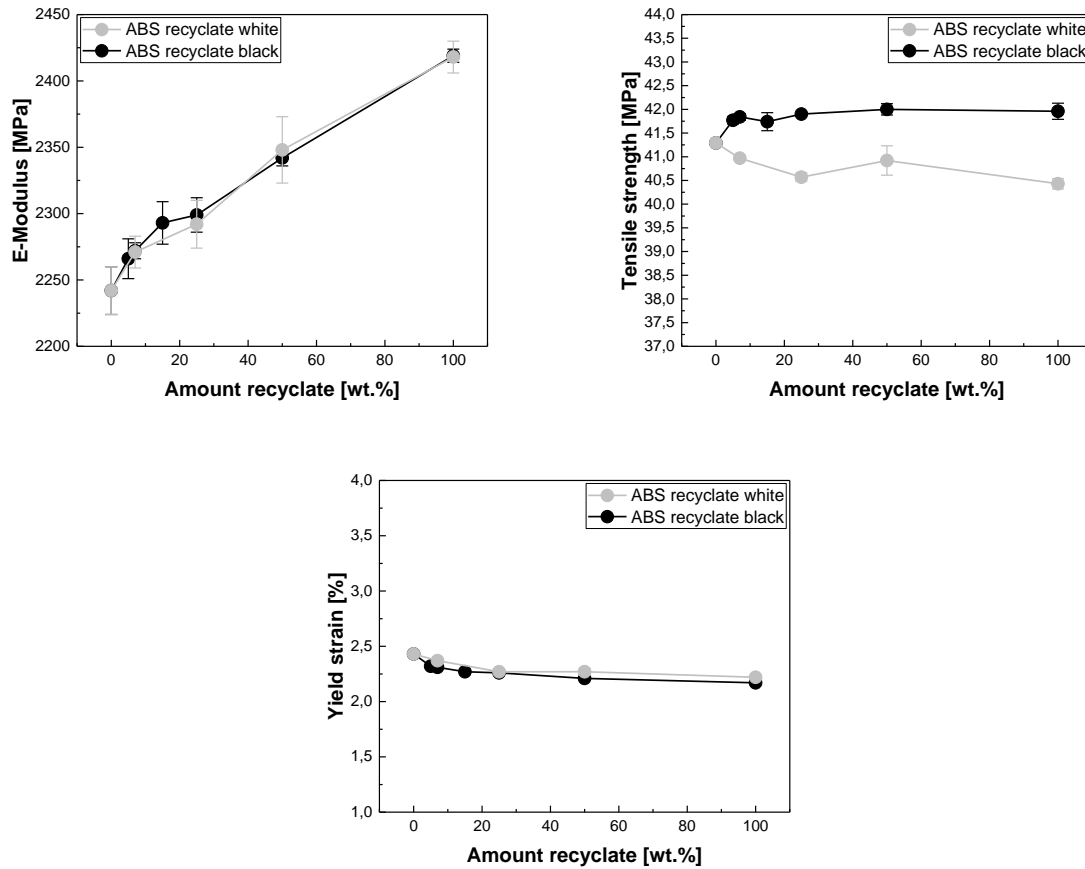 2450
2400
2350
2300
2250
2200
E-Modulus [MPa]
ABS recyclate white
ABS recyclate black
0 20 40 60 80 100
Amount recyclate [wt.%]
44,0
43,5
43,0
42,5
42,0
41,5
41,0
40,5
40,0
39,5
39,0
38,5
38,0
37,5
37,0
Tensile strength [MPa]
ABS recyclate white
ABS recyclate black
0 20 40 60 80 100
Amount recyclate [wt.%]
4,0
3,5
3,0
2,5
2,0
1,5
1,0
Yield strain [%]
ABS recyclate white
ABS recyclate black
0 20 40 60 80 100
Amount recyclate [wt.%]